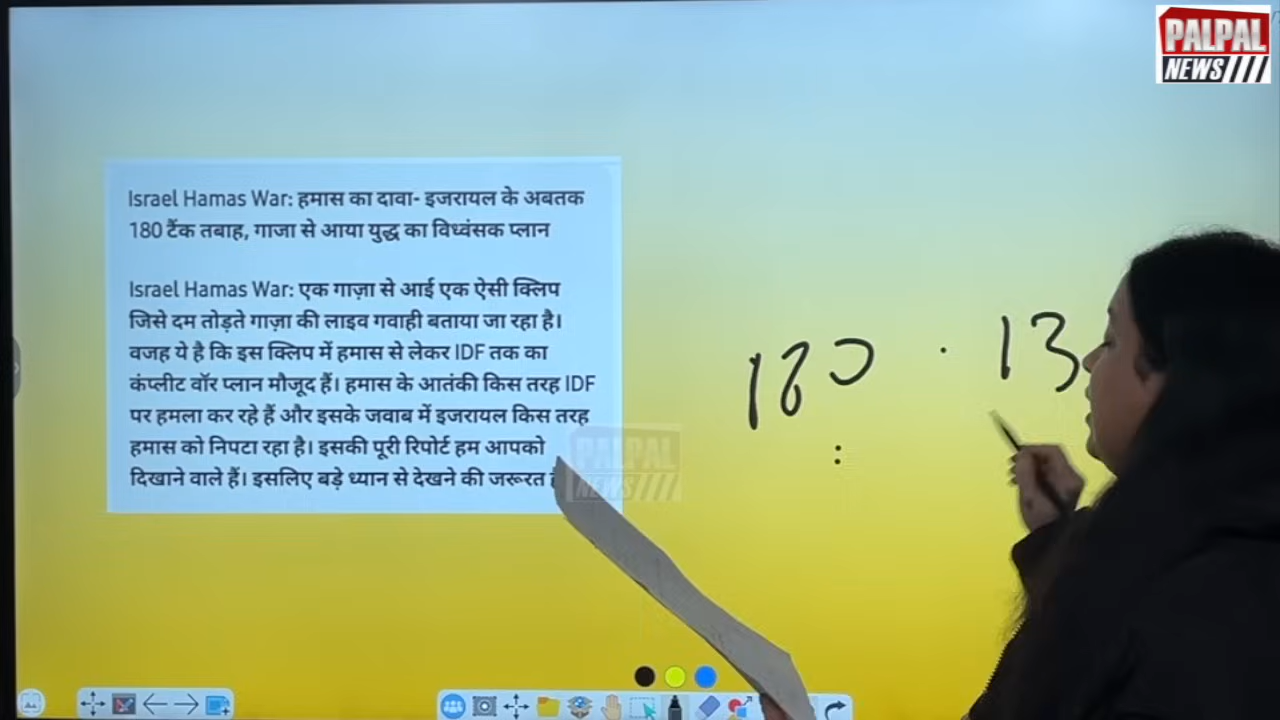 PALPAL
NEWS
Israel Hamas War: हमास का दावा- इजरायल के अबतक
180 टैंक तबाह, गाजा से आया युद्ध का विध्वंसक प्लान
Israel Hamas War: एक गाज़ा से आई एक ऐसी क्लिप
जिसे दम तोड़ते गाज़ा की लाइव गवाही बताया जा रहा है।
वजह ये है कि इस क्लिप में हमास से लेकर IDF तक का
कंप्लीट वॉर प्लान मौजूद हैं। हमास के आतंकी किस तरह IDF
पर हमला कर रहे हैं और इसके जवाब में इजरायल किस तरह
हमास को निपटा रहा है। इसकी पूरी रिपोर्ट हम आपको
दिखाने वाले हैं। इसलिए बड़े ध्यान से देखने की जरूरत
180 13
PALPAL
NEWS